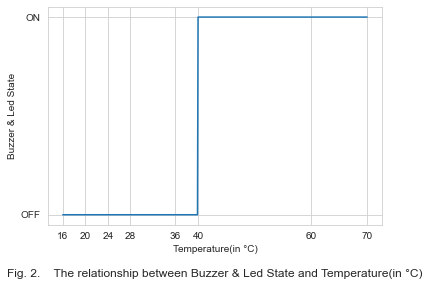 ON
Buzzer & Led State
OFF
16 20 24 28 36 40 60 70
Temperature(in °C)
Fig. 2. The relationship between Buzzer & Led State and Temperature(in °C)